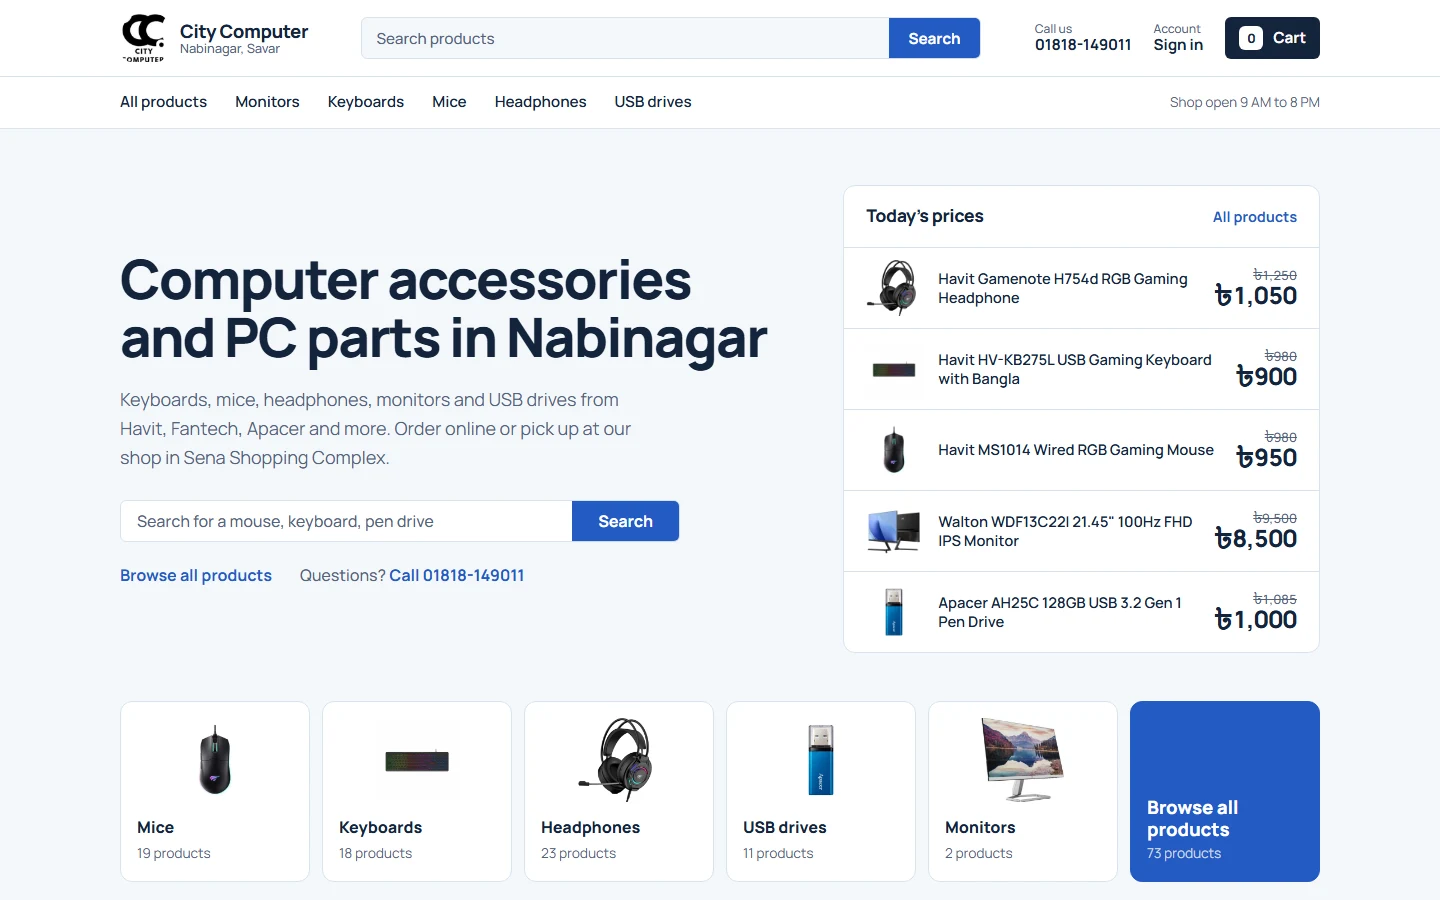 CITY
COMPUTER
City Computer
Nabinagar, Savar
Search products
Search
Call us
01818-149011
Account
Sign in
0 Cart
All products Monitors Keyboards Mice Headphones USB drives
Shop open 9 AM to 8 PM
Computer accessories
and PC parts in Nabinagar
Keyboards, mice, headphones, monitors and USB drives from
Havit, Fantech, Apacer and more. Order online or pick up at our
shop in Sena Shopping Complex.
Search for a mouse, keyboard, pen drive
Search
Browse all products
Questions? Call 01818-149011
Today's prices
All products
Havit Gamenote H754d RGB Gaming
Headphone
৳1,250
৳1,050
Havit HV-KB275L USB Gaming Keyboard
with Bangla
৳980
৳900
Havit MS1014 Wired RGB Gaming Mouse
৳980
৳950
Walton WDF13C22I 21.45" 100Hz FHD
IPS Monitor
৳9,500
৳8,500
Apacer AH25C 128GB USB 3.2 Gen 1
Pen Drive
৳1,085
৳1,000
Mice
19 products
Keyboards
18 products
Headphones
23 products
Apacer
USB drives
11 products
Monitors
2 products
Browse all
products
73 products